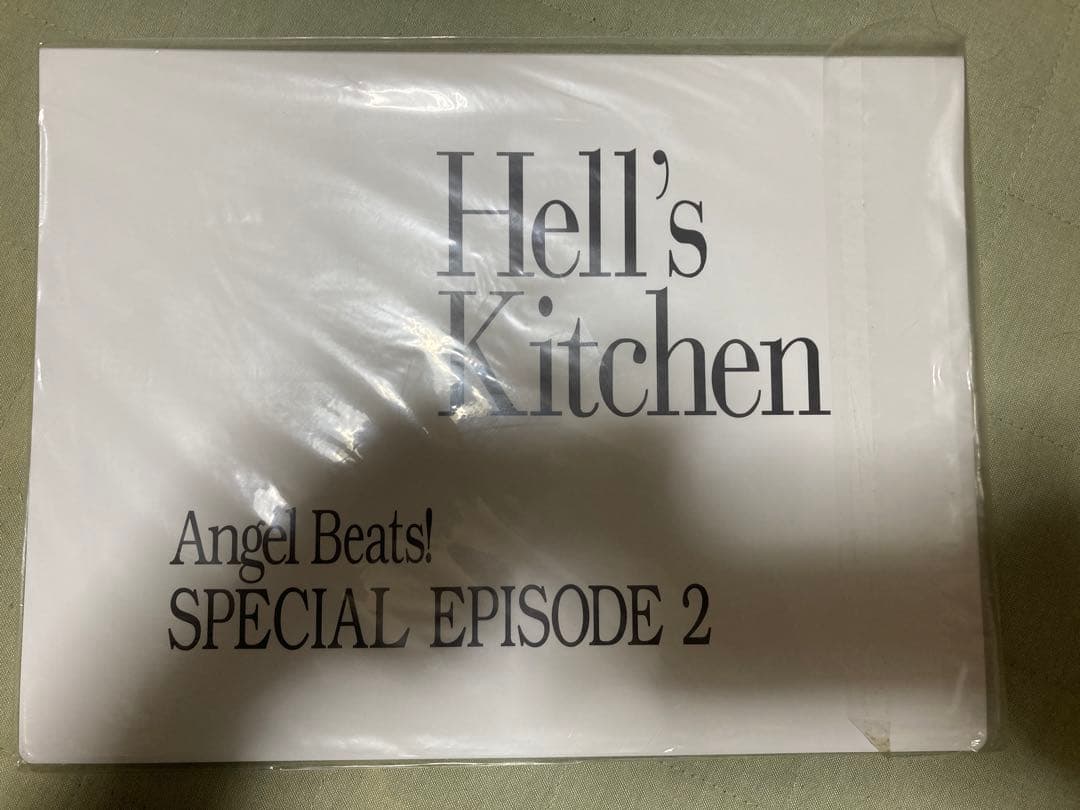 Hell’s
Kitchen
Angel Beats!
SPECIAL EPISODE 2